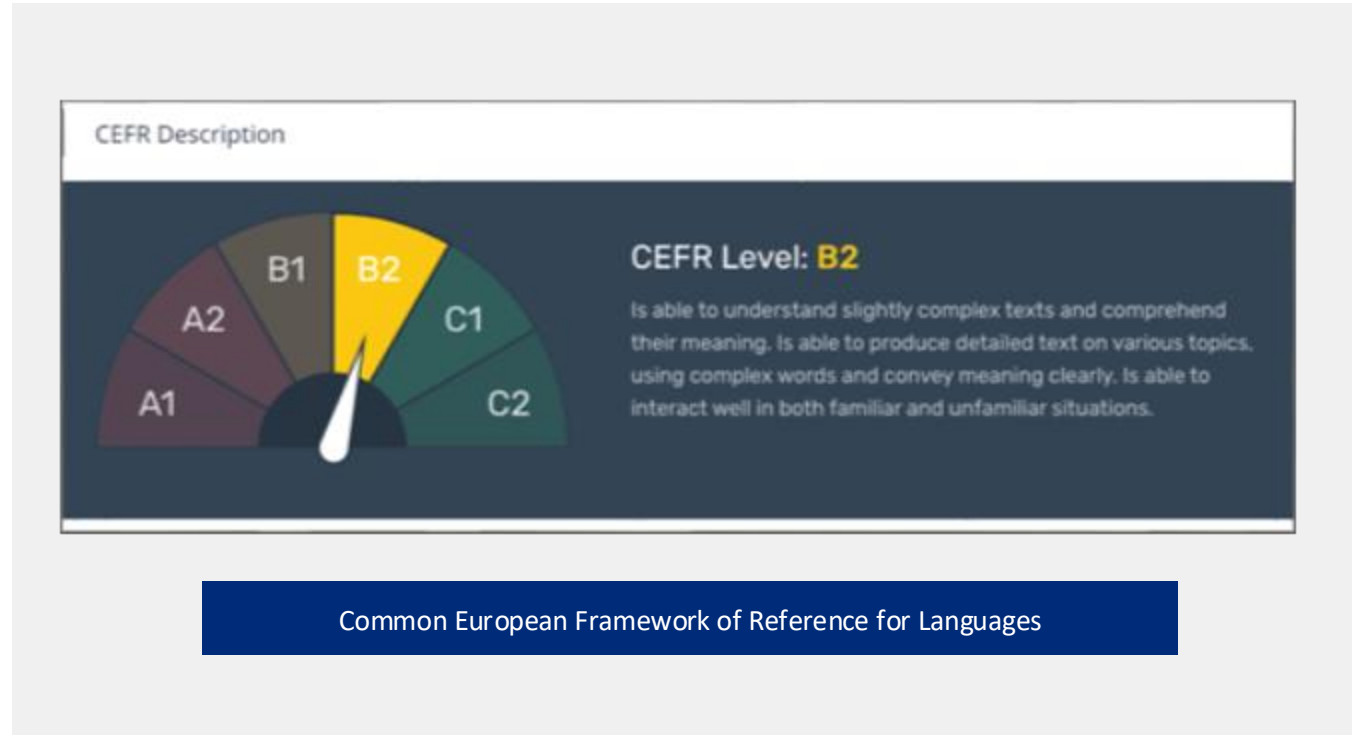 CEFR Description
B1
B2
A2
C1
A1
C2
CEFR Level: B2
Is able to understand slightly complex texts and comprehend
their meaning. Is able to produce detailed text on various topics,
using complex words and convey meaning clearly. Is able to
interact well in both familiar and unfamiliar situations.
Common European Framework of Reference for Languages